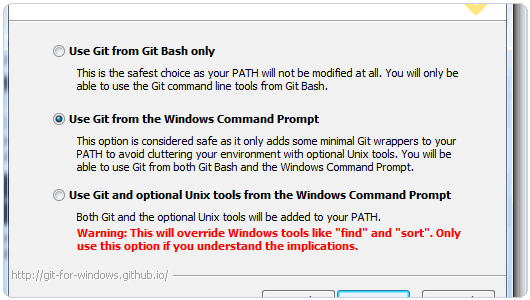 Use Git from Git Bash only
This is the safest choice as your PATH will not be modified at all. You will only be
able to use the Git command line tools from Git Bash.
Use Git from the Windows Command Prompt
This option is considered safe as it only adds some minimal Git wrappers to your
PATH to avoid cluttering your environment with optional Unix tools. You will be
able to use Git from both Git Bash and the Windows Command Prompt.
Use Git and optional Unix tools from the Windows Command Prompt
Both Git and the optional Unix tools will be added to your PATH.
Warning: This will override Windows tools like "find" and "sort". Only
use this option if you understand the implications.
http://git-for-windows.github.io/